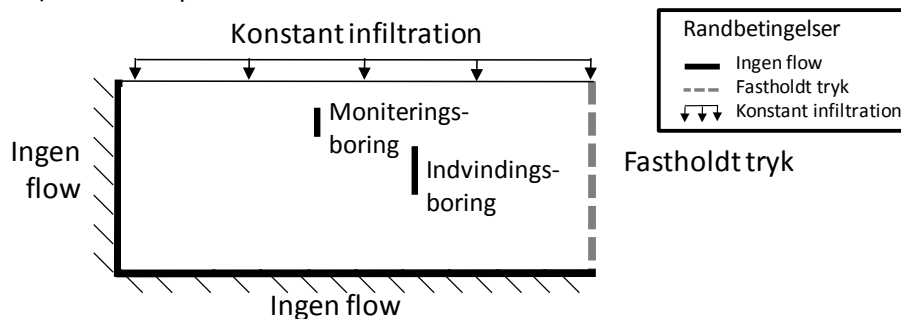 Konstant infiltration
Randbetingelser
Ingen flow
Fastholdt tryk
Konstant infiltration
Moniterings-
boring
Indvindings-
boring
Ingen
flow
Fastholdt tryk
Ingen flow